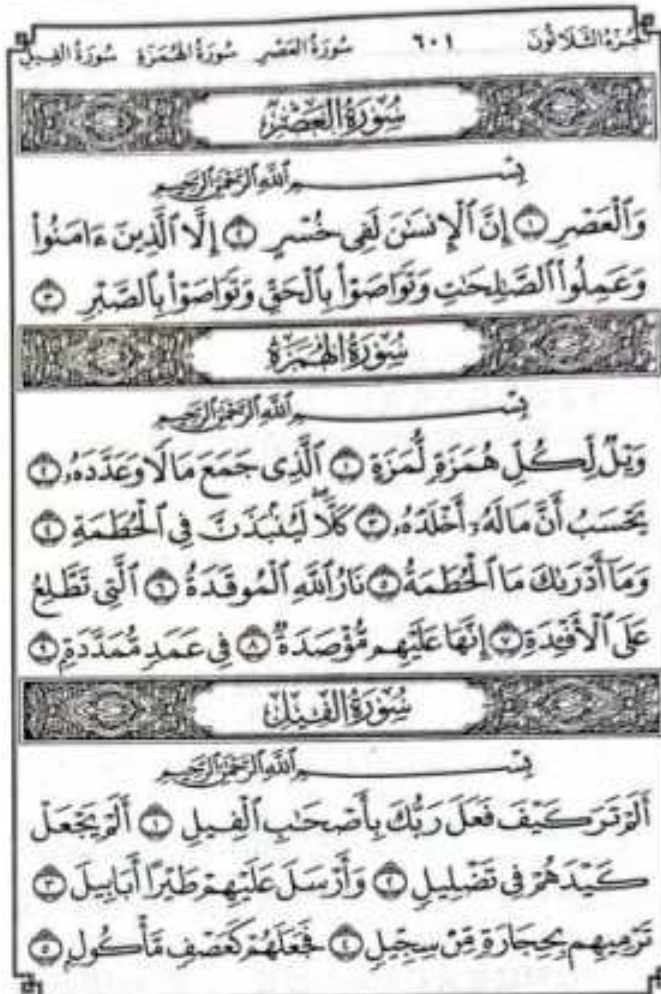 الجزء الثلاثون ٦٠١ سورة العصر سورة الهمزة سورة الفيل
سُورَةُ العَصْرِ
بِسْمِ ٱللَّهِ ٱلرَّحْمَٰنِ ٱلرَّحِيمِ
وَٱلْعَصْرِ ١ إِنَّ ٱلْإِنسَٰنَ لَفِى خُسْرٍ ٢ إِلَّا ٱلَّذِينَ ءَامَنُوا۟
وَعَمِلُوا۟ ٱلصَّٰلِحَٰتِ وَتَوَاصَوْا۟ بِٱلْحَقِّ وَتَوَاصَوْا۟ بِٱلصَّبْرِ ٣
سُورَةُ الهُمَزَةِ
بِسْمِ ٱللَّهِ ٱلرَّحْمَٰنِ ٱلرَّحِيمِ
وَيْلٌ لِّكُلِّ هُمَزَةٍ لُّمَزَةٍ ١ ٱلَّذِى جَمَعَ مَالًا وَعَدَّدَهُۥ ٢
يَحْسَبُ أَنَّ مَالَهُۥٓ أَخْلَدَهُۥ ٣ كَلَّا ۖ لَيُنۢبَذَنَّ فِى ٱلْحُطَمَةِ ٤
وَمَآ أَدْرَىٰكَ مَا ٱلْحُطَمَةُ ٥ نَارُ ٱللَّهِ ٱلْمُوقَدَةُ ٦ ٱلَّتِى تَطَّلِعُ
عَلَى ٱلْأَفْـِٔدَةِ ٧ إِنَّهَا عَلَيْهِم مُّؤْصَدَةٌ ٨ فِى عَمَدٍ مُّمَدَّدَةٍۭ ٩
سُورَةُ الفِيلِ
بِسْمِ ٱللَّهِ ٱلرَّحْمَٰنِ ٱلرَّحِيمِ
أَلَمْ تَرَ كَيْفَ فَعَلَ رَبُّكَ بِأَصْحَٰبِ ٱلْفِيلِ ١ أَلَمْ يَجْعَلْ
كَيْدَهُمْ فِى تَضْلِيلٍ ٢ وَأَرْسَلَ عَلَيْهِمْ طَيْرًا أَبَابِيلَ ٣
تَرْمِيهِم بِحِجَارَةٍ مِّن سِجِّيلٍ ٤ فَجَعَلَهُمْ كَعَصْفٍ مَّأْكُولٍۭ ٥